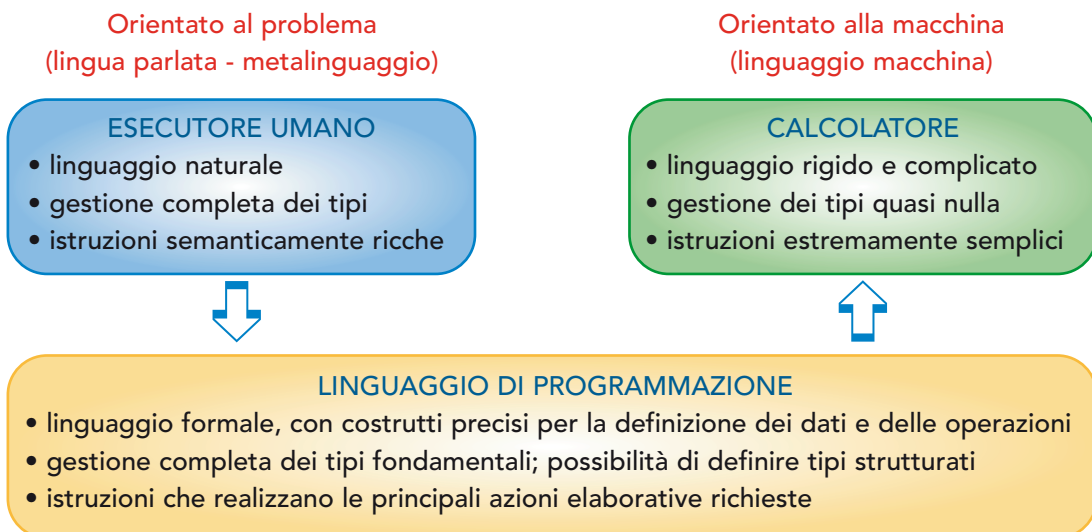 Orientato al problema
(lingua parlata - metalinguaggio)
ESECUTORE UMANO
• linguaggio naturale
• gestione completa dei tipi
• istruzioni semanticamente ricche
Orientato alla macchina
(linguaggio macchina)
CALCOLATORE
• linguaggio rigido e complicato
• gestione dei tipi quasi nulla
• istruzioni estremamente semplici
LINGUAGGIO DI PROGRAMMAZIONE
• linguaggio formale, con costrutti precisi per la definizione dei dati e delle operazioni
• gestione completa dei tipi fondamentali; possibilità di definire tipi strutturati
• istruzioni che realizzano le principali azioni elaborative richieste